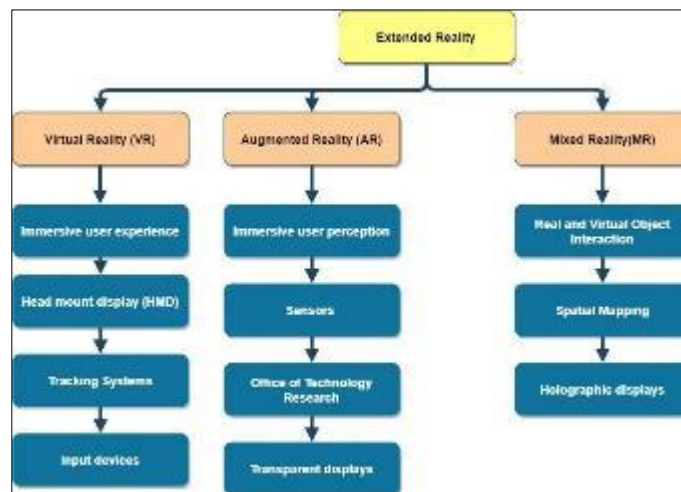 Extended Reality
Virtual Reality (VR)
Augmented Reality (AR)
Mixed Reality(MR)
Immersive user experience
Immersive user perception
Real and Virtual Object
Interaction
Head mount display (HMD)
Sensors
Spatial Mapping
Tracking Systems
Office of Technology
Research
Holographic displays
Input devices
Transparent displays